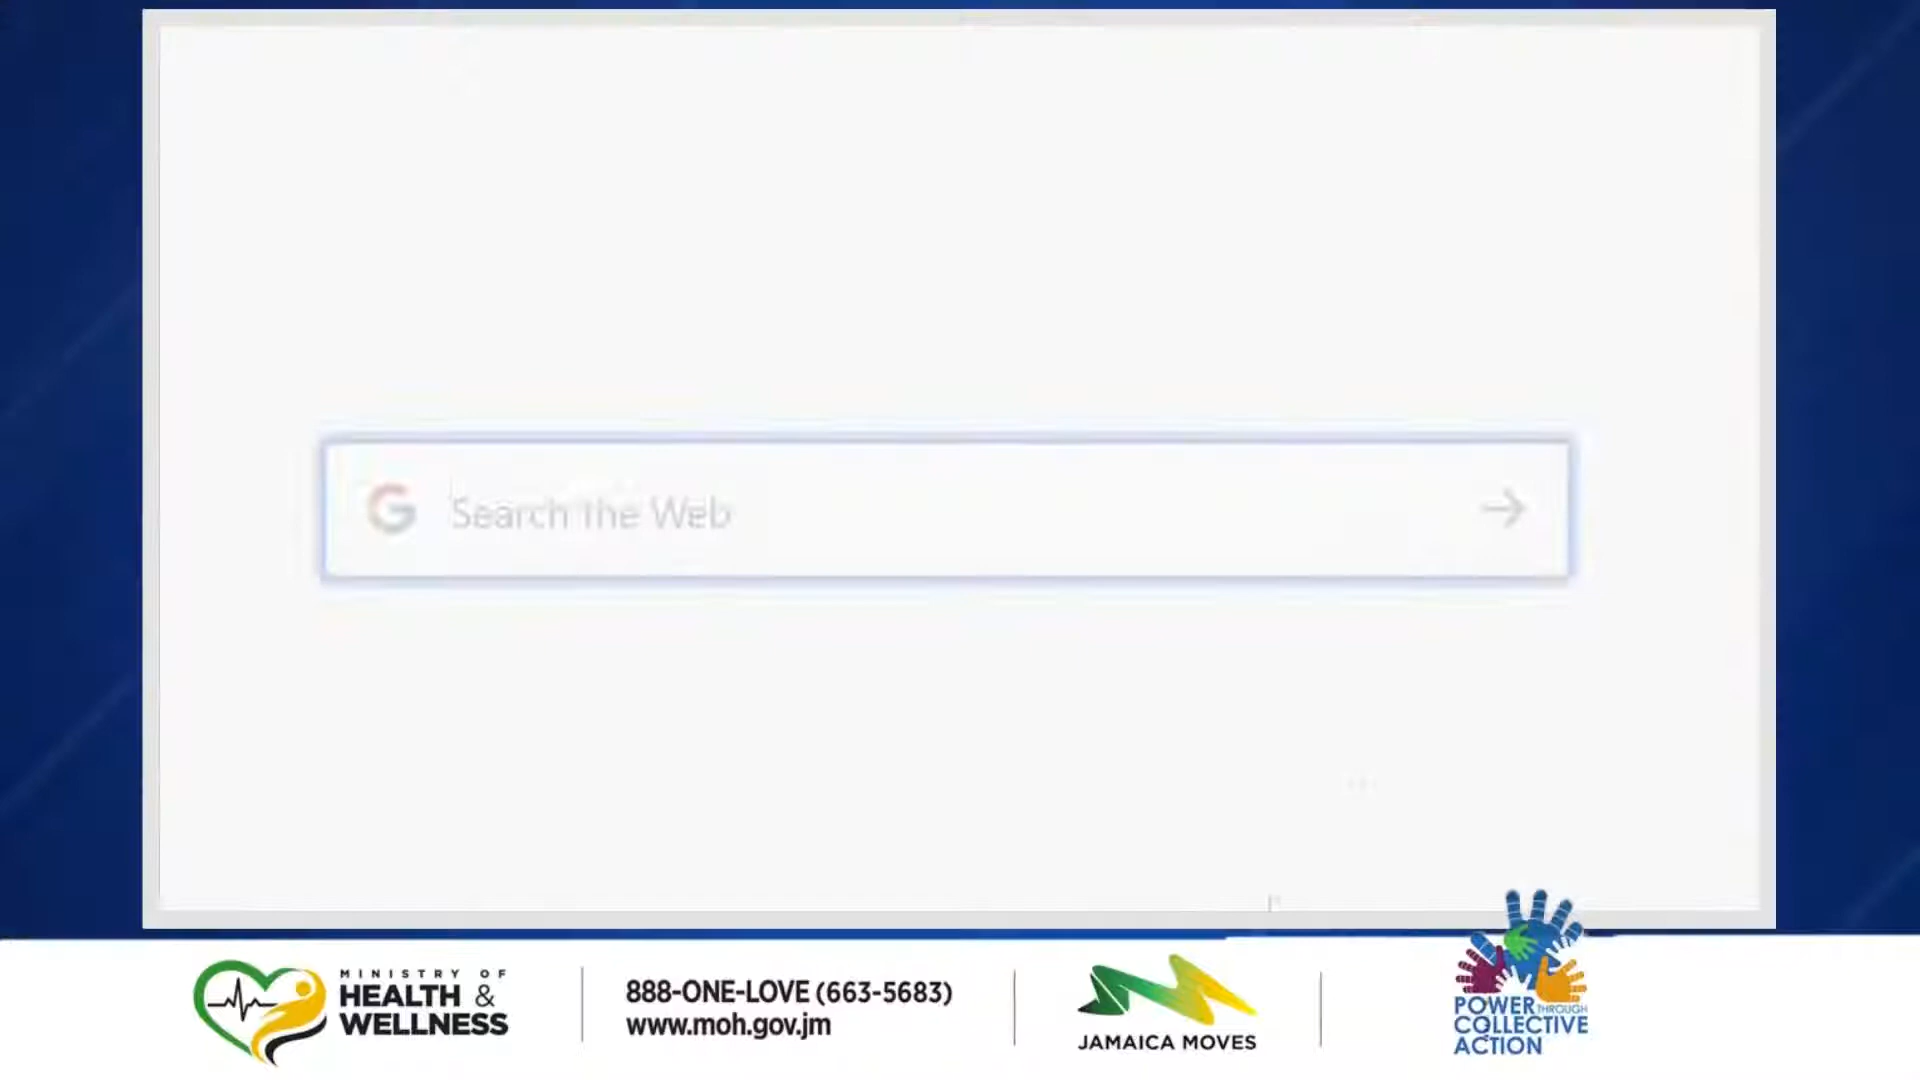 Search the Web
MINISTRY OF
HEALTH &
WELLNESS
888-ONE-LOVE (663-5683)
www.moh.gov.jm
JAMAICA MOVES
POWER THROUGH
COLLECTIVE
ACTION